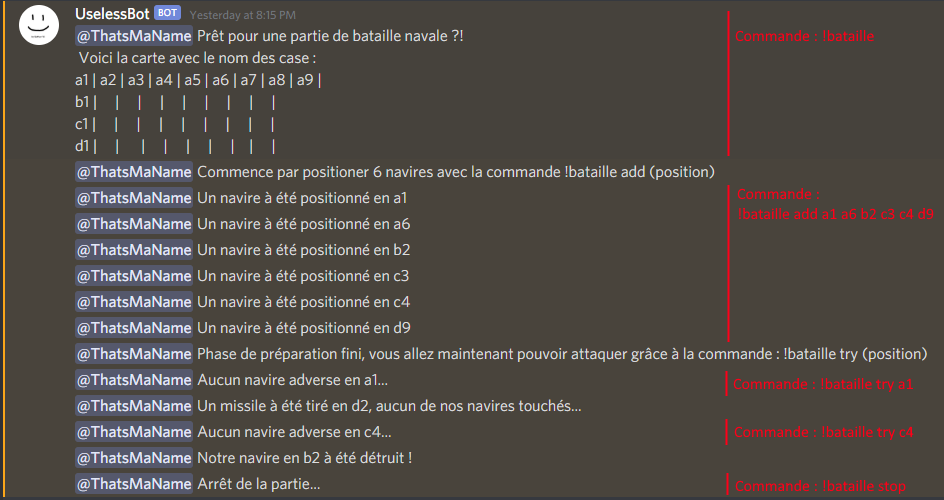 UselessBot BOT Yesterday at 8:15 PM
@ThatsMaName Prêt pour une partie de bataille navale ?!
Commande : !bataille
Voici la carte avec le nom des case :
a1 | a2 | a3 | a4 | a5 | a6 | a7 | a8 | a9 |
b1 | | | | | | | | |
c1 | | | | | | | | |
d1 | | | | | | | | |
@ThatsMaName Commence par positioner 6 navires avec la commande !bataille add (position)
@ThatsMaName Un navire à été positionné en a1
Commande :
!bataille add a1 a6 b2 c3 c4 d9
@ThatsMaName Un navire à été positionné en a6
@ThatsMaName Un navire à été positionné en b2
@ThatsMaName Un navire à été positionné en c3
@ThatsMaName Un navire à été positionné en c4
@ThatsMaName Un navire à été positionné en d9
@ThatsMaName Phase de préparation fini, vous allez maintenant pouvoir attaquer grâce à la commande : !bataille try (position)
@ThatsMaName Aucun navire adverse en a1...
Commande : !bataille try a1
@ThatsMaName Un missile à été tiré en d2, aucun de nos navires touchés...
@ThatsMaName Aucun navire adverse en c4...
Commande : !bataille try c4
@ThatsMaName Notre navire en b2 à été détruit !
@ThatsMaName Arrêt de la partie...
Commande : !bataille stop